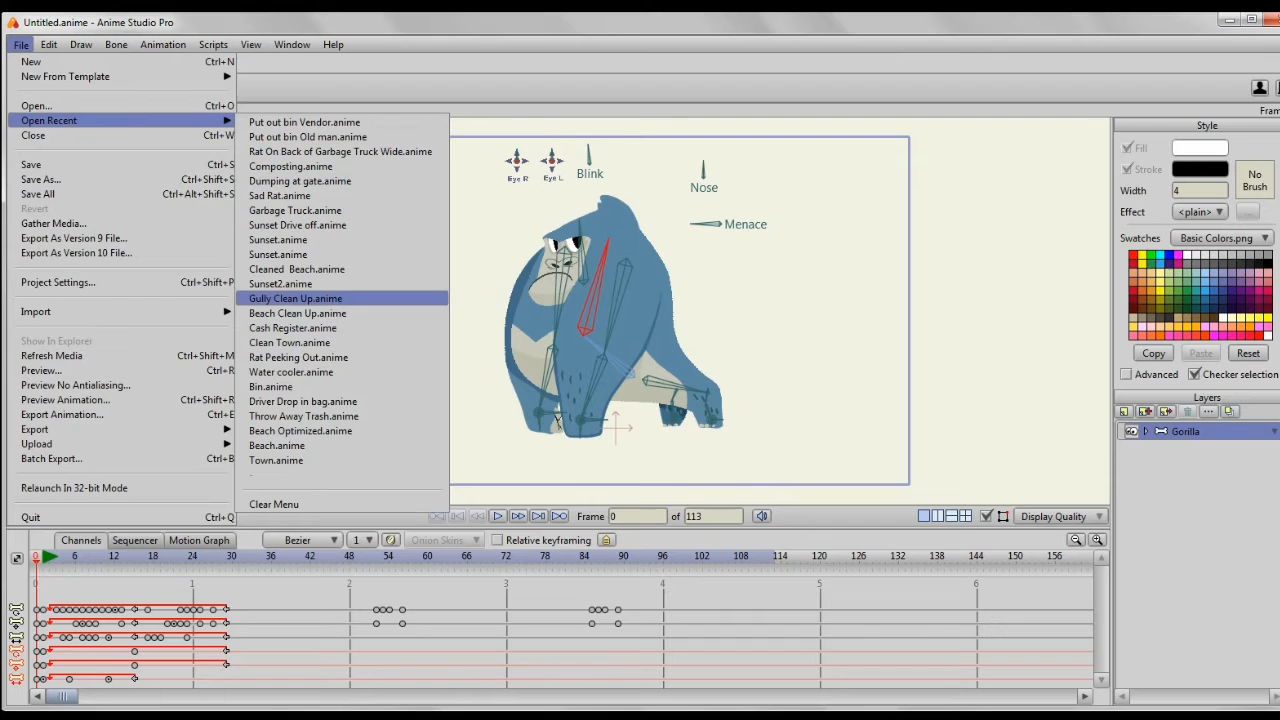 Untitled.anime - Anime Studio Pro
File Edit Draw Bone Animation Scripts View Window Help
New Ctrl+N
New From Template
Open... Ctrl+O
Open Recent
Close Ctrl+W
Save Ctrl+S
Save As... Ctrl+Shift+S
Save All Ctrl+Alt+Shift+S
Revert
Gather Media...
Export As Version 9 File...
Export As Version 10 File...
Project Settings... Ctrl+Shift+P
Import
Show In Explorer
Refresh Media Ctrl+Shift+M
Preview... Ctrl+R
Preview No Antialiasing... Ctrl+Shift+R
Preview Animation... Ctrl+Shift+R
Export Animation... Ctrl+E
Export
Upload
Batch Export... Ctrl+B
Relaunch In 32-bit Mode
Quit Ctrl+Q
Put out bin Vendor.anime
Put out bin Old man.anime
Rat On Back of Garbage Truck Wide.anime
Composting.anime
Dumping at gate.anime
Sad Rat.anime
Garbage Truck.anime
Sunset Drive off.anime
Sunset.anime
Sunset.anime
Cleaned Beach.anime
Sunset2.anime
Gully Clean Up.anime
Beach Clean Up.anime
Cash Register.anime
Clean Town.anime
Rat Peeking Out.anime
Water cooler.anime
Bin.anime
Driver Drop in bag.anime
Throw Away Trash.anime
Beach Optimized.anime
Beach.anime
Town.anime
Clear Menu
Eye R Eye L Blink
Nose
Menace
Fram
Style
Fill
Stroke
No Brush
Width 4
Effect <plain>
Swatches Basic Colors.png
Copy Paste Reset
Advanced Checker selection
Layers
Gorilla
Frame 0 of 113 Display Quality
Channels Sequencer Motion Graph Bezier 1 Onion Skins Relative keyframing
0 6 12 18 24 30 36 42 48 54 60 66 72 78 84 90 96 102 108 114 120 126 132 138 144 150 156
0 1 2 3 4 5 6